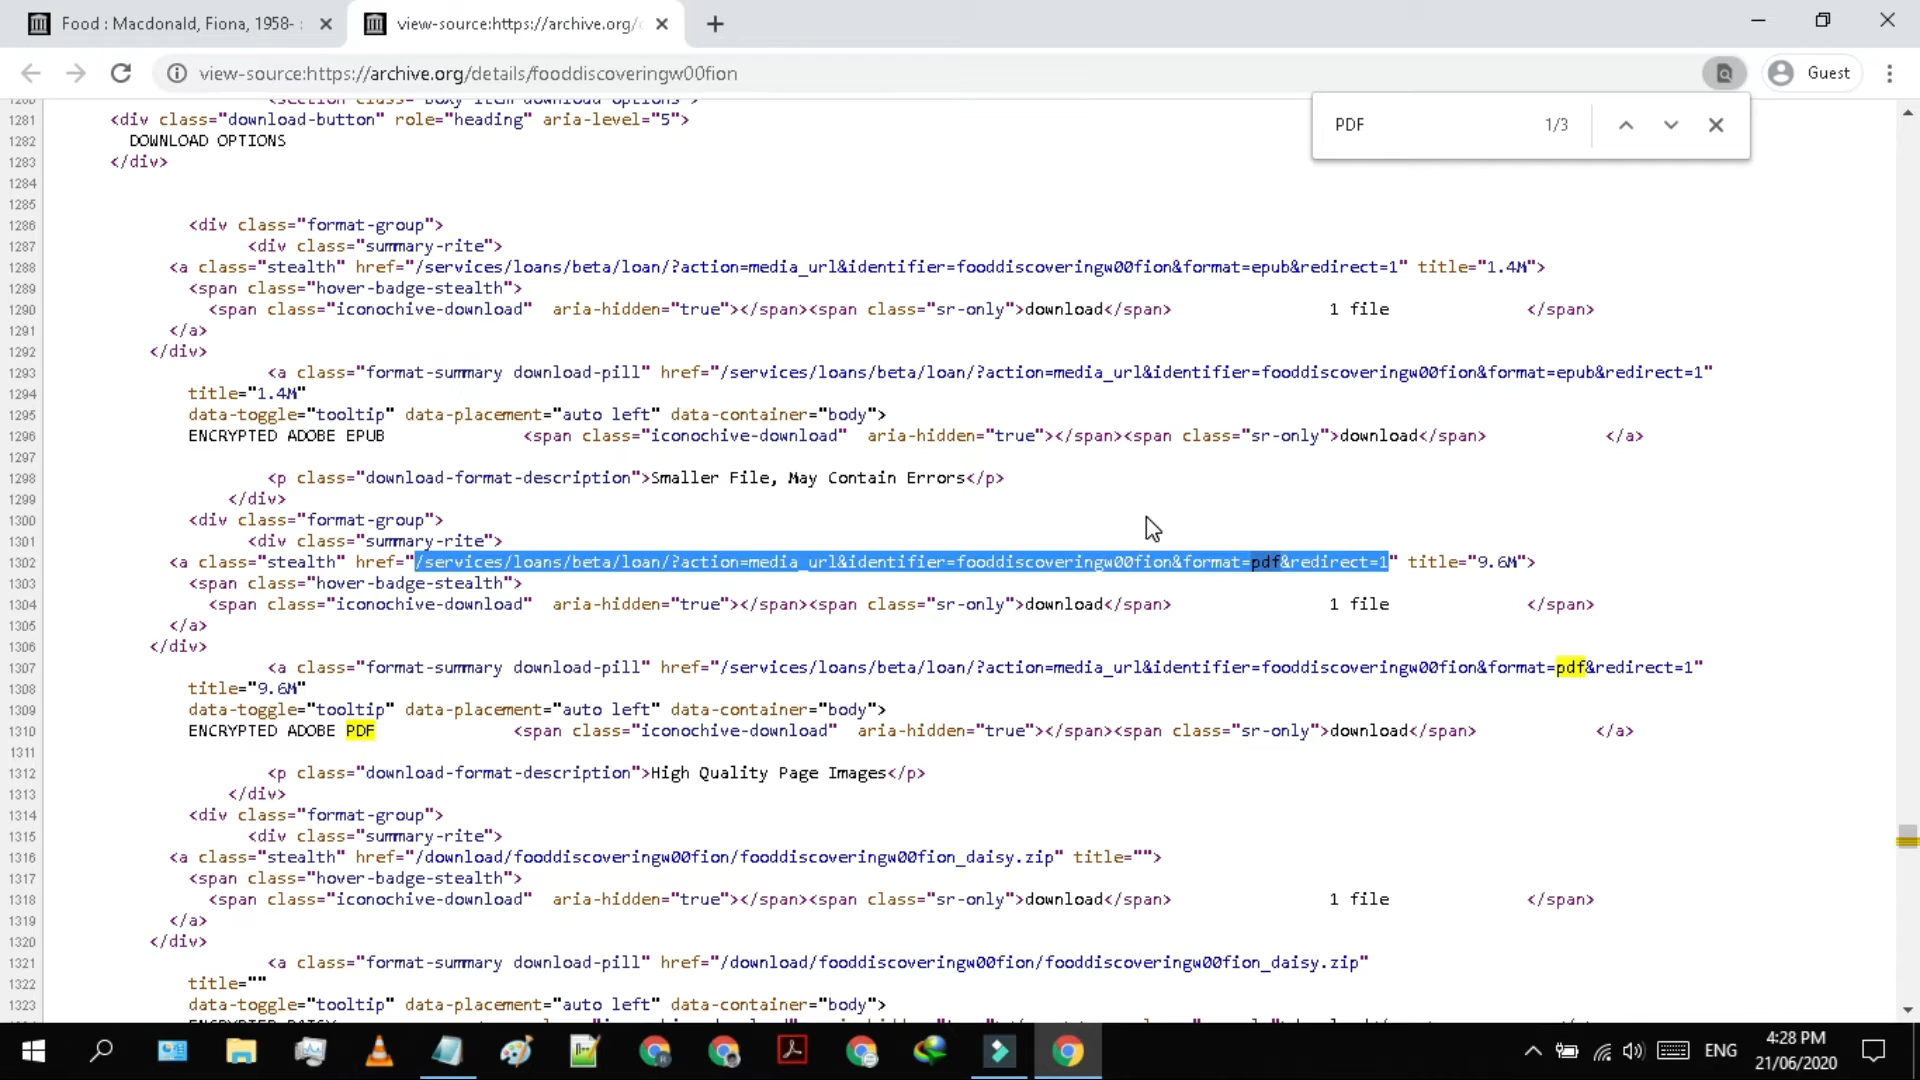 Food : Macdonald, Fiona, 1958- :
view-source:https://archive.org/
view-source:https://archive.org/details/fooddiscoveringw00fion
Guest
PDF
1/3
1281 <div class="download-button" role="heading" aria-level="5">
1282 DOWNLOAD OPTIONS
1283 </div>
1284
1285
1286 <div class="format-group">
1287 <div class="summary-rite">
1288 <a class="stealth" href="/services/loans/beta/loan/?action=media_url&identifier=fooddiscoveringw00fion&format=epub&redirect=1" title="1.4M">
1289 <span class="hover-badge-stealth">
1290 <span class="iconochive-download" aria-hidden="true"></span><span class="sr-only">download</span> 1 file </span>
1291 </a>
1292 </div>
1293 <a class="format-summary download-pill" href="/services/loans/beta/loan/?action=media_url&identifier=fooddiscoveringw00fion&format=epub&redirect=1"
1294 title="1.4M"
1295 data-toggle="tooltip" data-placement="auto left" data-container="body">
1296 ENCRYPTED ADOBE EPUB <span class="iconochive-download" aria-hidden="true"></span><span class="sr-only">download</span> </a>
1297
1298 <p class="download-format-description">Smaller File, May Contain Errors</p>
1299 </div>
1300 <div class="format-group">
1301 <div class="summary-rite">
1302 <a class="stealth" href="/services/loans/beta/loan/?action=media_url&identifier=fooddiscoveringw00fion&format=pdf&redirect=1" title="9.6M">
1303 <span class="hover-badge-stealth">
1304 <span class="iconochive-download" aria-hidden="true"></span><span class="sr-only">download</span> 1 file </span>
1305 </a>
1306 </div>
1307 <a class="format-summary download-pill" href="/services/loans/beta/loan/?action=media_url&identifier=fooddiscoveringw00fion&format=pdf&redirect=1"
1308 title="9.6M"
1309 data-toggle="tooltip" data-placement="auto left" data-container="body">
1310 ENCRYPTED ADOBE PDF <span class="iconochive-download" aria-hidden="true"></span><span class="sr-only">download</span> </a>
1311
1312 <p class="download-format-description">High Quality Page Images</p>
1313 </div>
1314 <div class="format-group">
1315 <div class="summary-rite">
1316 <a class="stealth" href="/download/fooddiscoveringw00fion/fooddiscoveringw00fion_daisy.zip" title="">
1317 <span class="hover-badge-stealth">
1318 <span class="iconochive-download" aria-hidden="true"></span><span class="sr-only">download</span> 1 file </span>
1319 </a>
1320 </div>
1321 <a class="format-summary download-pill" href="/download/fooddiscoveringw00fion/fooddiscoveringw00fion_daisy.zip"
1322 title=""
1323 data-toggle="tooltip" data-placement="auto left" data-container="body">
ENG
4:28 PM
21/06/2020